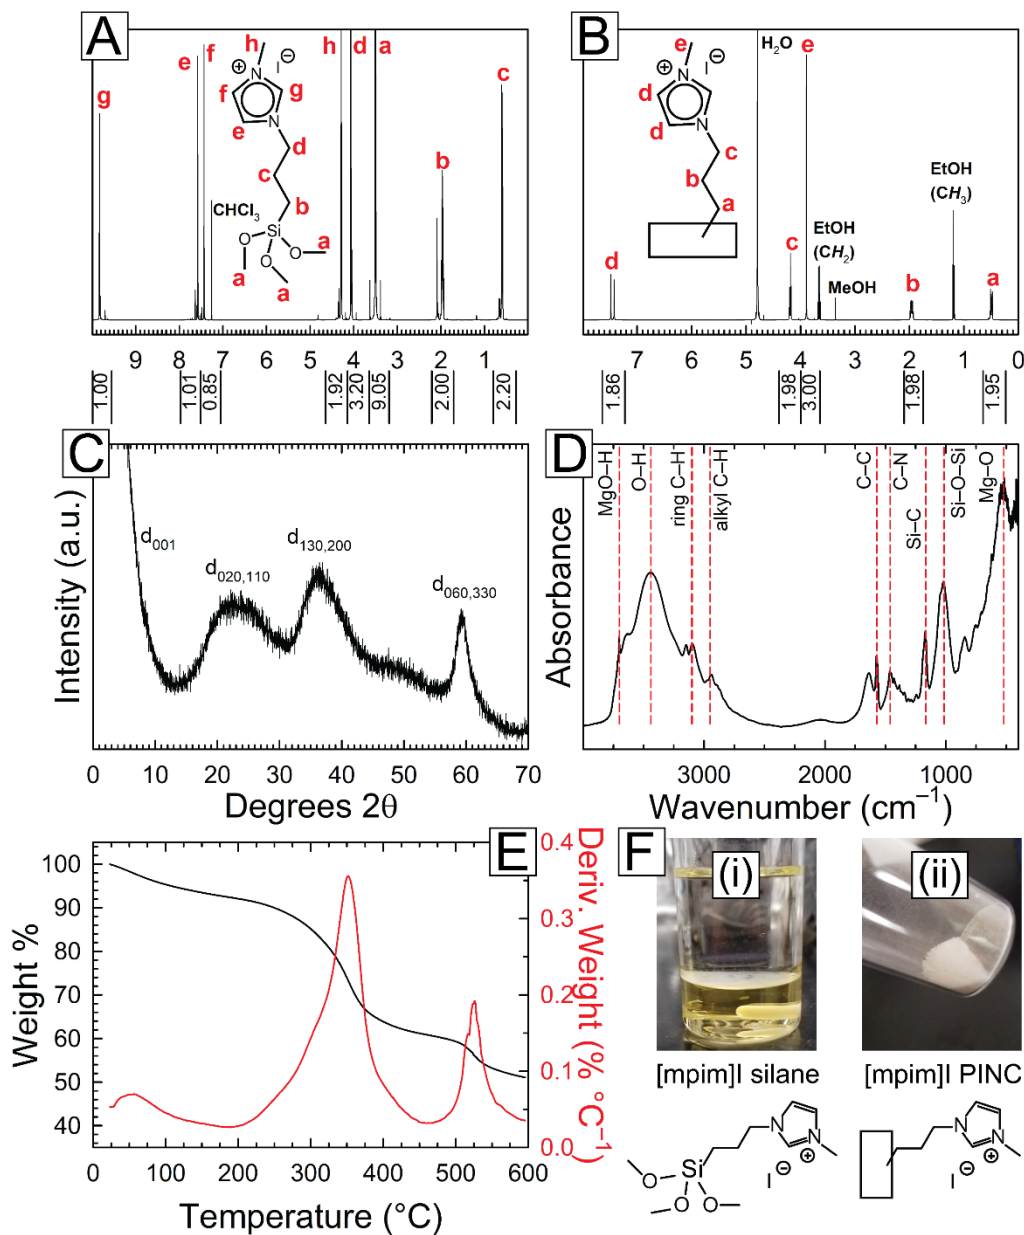 A
h
f
h
d
a
e
N
⊕
I⊖
c
g
f
g
e
N
d
b
c
b
CHCl3
Si
O
O
O
a
a
a
9 8 7 6 5 4 3 2 1
1.00 1.01 0.85 1.92 3.20 9.05 2.00 2.20
B
e
H2O
e
N
⊕
I⊖
d
d
N
c
b
a
EtOH
(CH3)
EtOH
(CH2)
c
d
MeOH
b
a
7 6 5 4 3 2 1 0
1.86 1.98 3.00 1.98 1.95
C
Intensity (a.u.)
d001
d020,110
d130,200
d060,330
0 10 20 30 40 50 60 70
Degrees 2θ
D
Absorbance
MgO–H
O–H
ring C–H
alkyl C–H
C–C
C–N
Si–C
Si–O–Si
Mg–O
3000 2000 1000
Wavenumber (cm–1)
E
Weight %
100
90
80
70
60
50
40
0 100 200 300 400 500 600
Temperature (°C)
0.4
0.3
0.2
0.1
0.0
Deriv. Weight (% °C–1)
F
(i)
(ii)
[mpim]I silane
[mpim]I PINC
N
N
⊕
I⊖
Si
O
O
O
N
N
⊕
I⊖